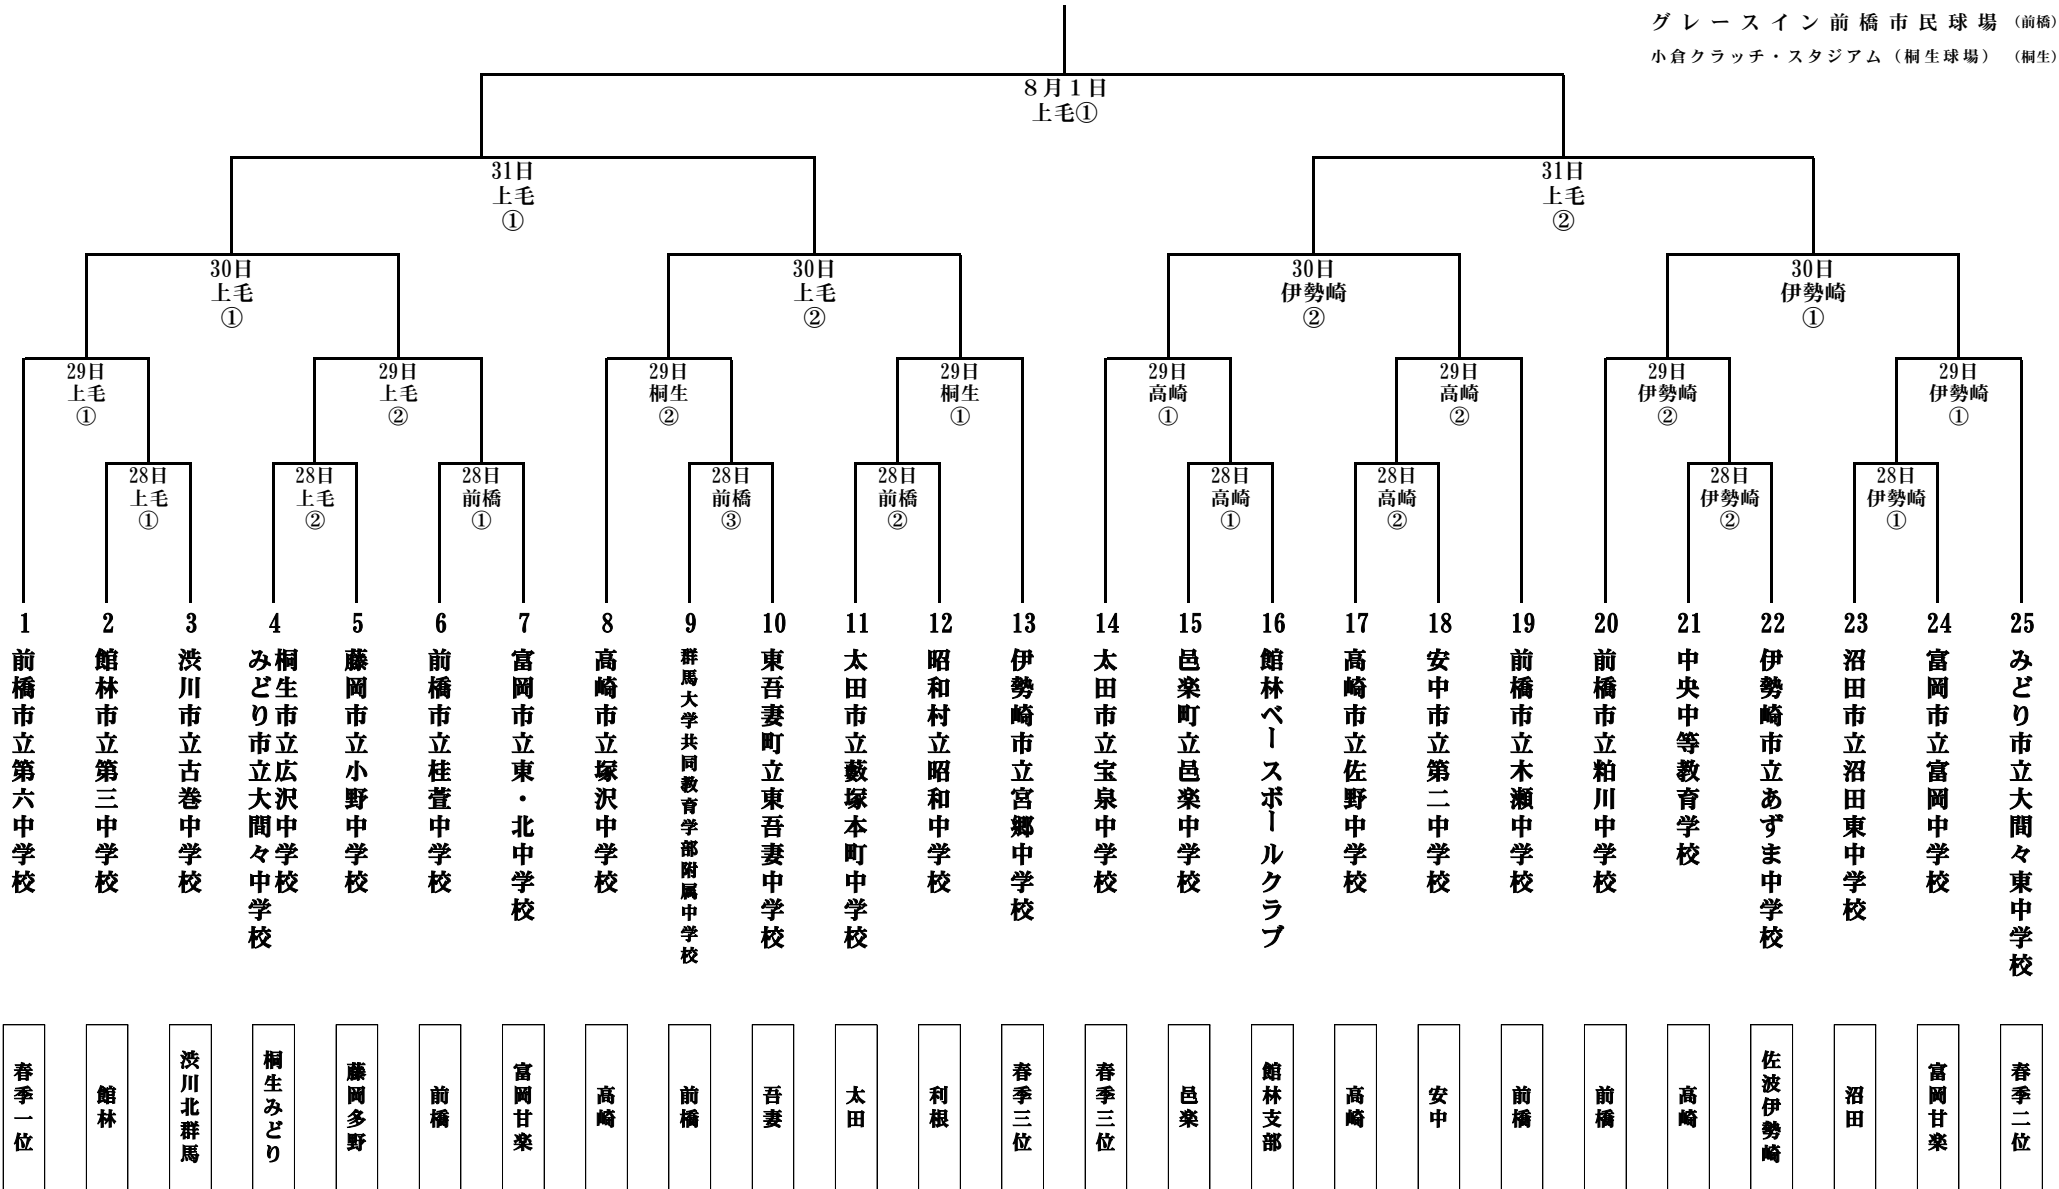 グレースイン前橋市民球場（前橋）
小倉クラッチ・スタジアム（桐生球場）（桐生）
８月１日
上毛①
31日
上毛
①
31日
上毛
②
30日
上毛
①
30日
上毛
②
30日
伊勢崎
②
30日
伊勢崎
①
29日
上毛
①
29日
上毛
②
29日
桐生
②
29日
桐生
①
29日
高崎
①
29日
高崎
②
29日
伊勢崎
②
29日
伊勢崎
①
28日
上毛
①
28日
上毛
②
28日
前橋
①
28日
前橋
③
28日
前橋
②
28日
高崎
①
28日
高崎
②
28日
伊勢崎
②
28日
伊勢崎
①
1
前橋市立第六中学校
2
館林市立第三中学校
3
渋川市立古巻中学校
4
桐生市立広沢中学校
みどり市立大間々中学校
5
藤岡市立小野中学校
6
前橋市立桂萱中学校
7
富岡市立東・北中学校
8
高崎市立塚沢中学校
9
群馬大学共同教育学部附属中学校
10
東吾妻町立東吾妻中学校
11
太田市立藪塚本町中学校
12
昭和村立昭和中学校
13
伊勢崎市立宮郷中学校
14
太田市立宝泉中学校
15
邑楽町立邑楽中学校
16
館林ベースボールクラブ
17
高崎市立佐野中学校
18
安中市立第二中学校
19
前橋市立木瀬中学校
20
前橋市立粕川中学校
21
中央中等教育学校
22
伊勢崎市立あずま中学校
23
沼田市立沼田東中学校
24
富岡市立富岡中学校
25
みどり市立大間々東中学校
春季一位
館林
渋川北群馬
桐生みどり
藤岡多野
前橋
富岡甘楽
高崎
前橋
吾妻
太田
利根
春季三位
春季三位
邑楽
館林支部
高崎
安中
前橋
前橋
高崎
佐波伊勢崎
沼田
富岡甘楽
春季二位